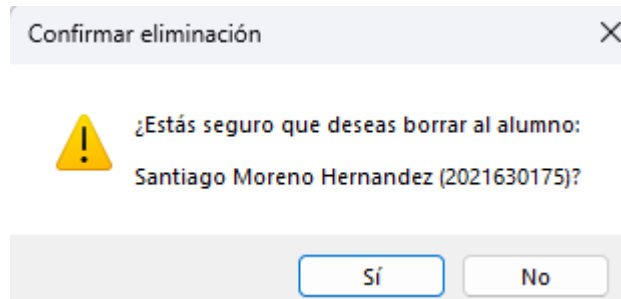 Confirmar eliminación
¿Estás seguro que deseas borrar al alumno:
Santiago Moreno Hernandez (2021630175)?
Sí
No